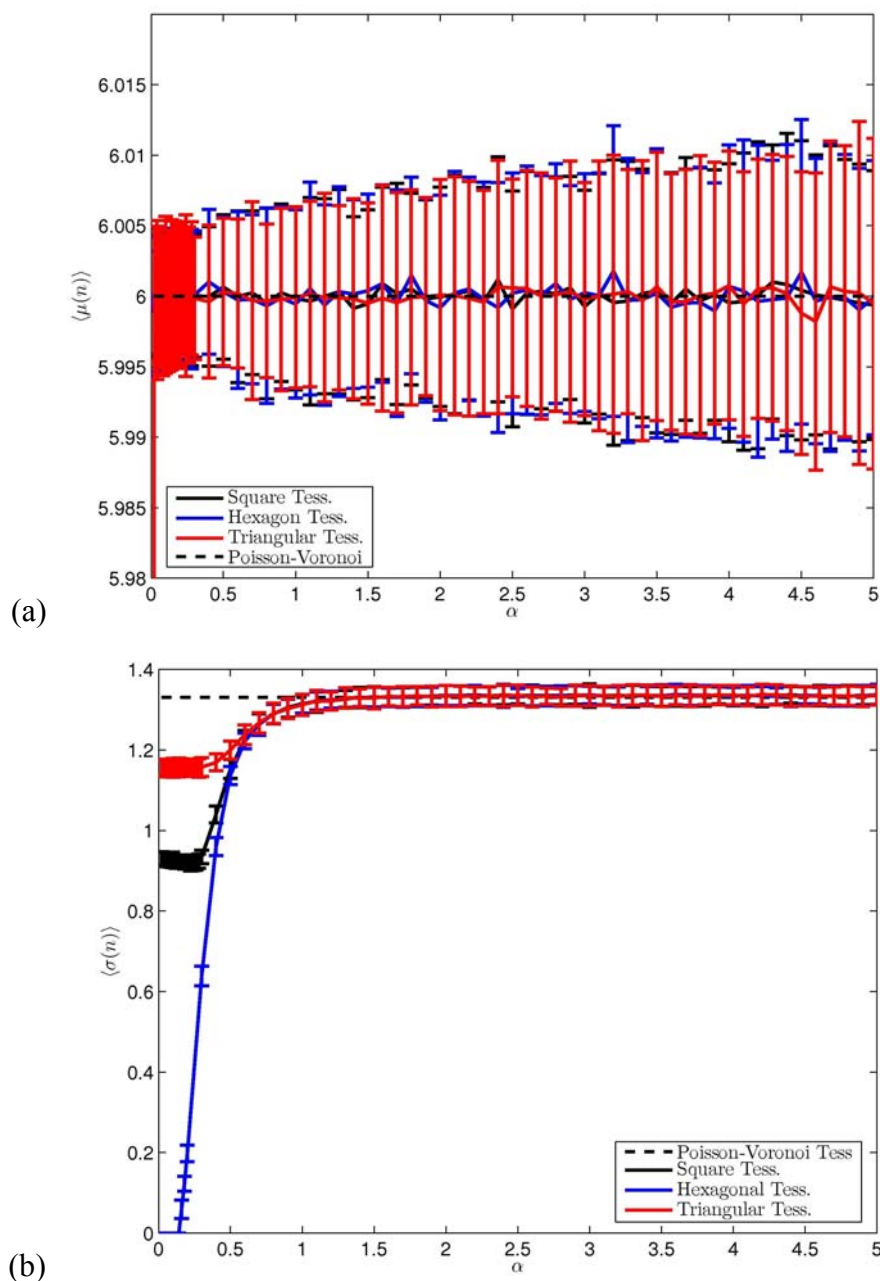 6.015
6.01
6.005
6
5.995
5.99
5.985
5.98
⟨μ(n)⟩
Square Tess.
Hexagon Tess.
Triangular Tess.
Poisson-Voronoi
0 0.5 1 1.5 2 2.5 3 3.5 4 4.5 5
α
(a)
1.4
1.2
1
0.8
0.6
0.4
0.2
0
⟨σ(n)⟩
Poisson-Voronoi Tess
Square Tess.
Hexagonal Tess.
Triangular Tess.
0 0.5 1 1.5 2 2.5 3 3.5 4 4.5 5
α
(b)